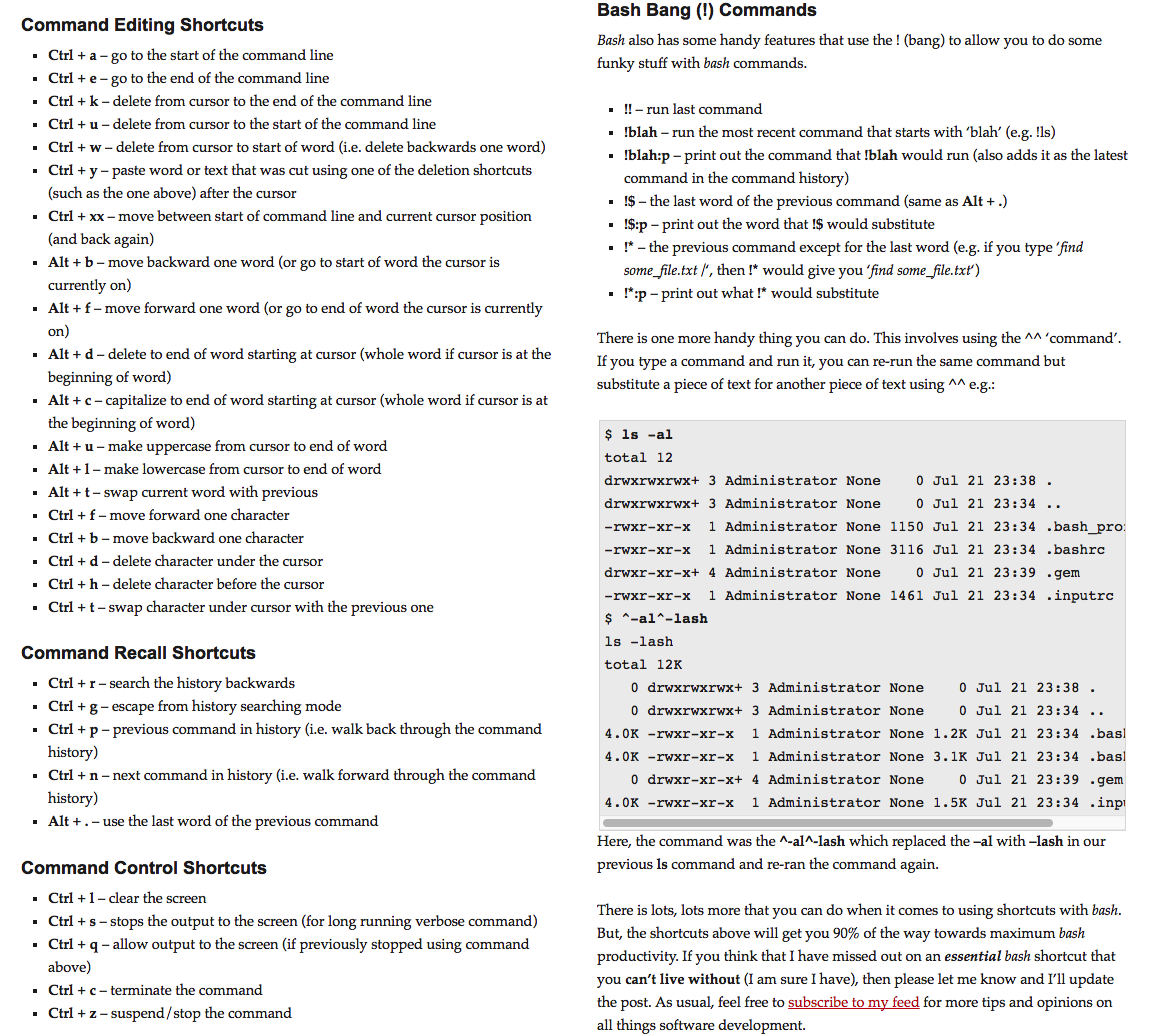 Command Editing Shortcuts
Ctrl + a – go to the start of the command line
Ctrl + e – go to the end of the command line
Ctrl + k – delete from cursor to the end of the command line
Ctrl + u – delete from cursor to the start of the command line
Ctrl + w – delete from cursor to start of word (i.e. delete backwards one word)
Ctrl + y – paste word or text that was cut using one of the deletion shortcuts
(such as the one above) after the cursor
Ctrl + xx – move between start of command line and current cursor position
(and back again)
Alt + b – move backward one word (or go to start of word the cursor is
currently on)
Alt + f – move forward one word (or go to end of word the cursor is currently
on)
Alt + d – delete to end of word starting at cursor (whole word if cursor is at the
beginning of word)
Alt + c – capitalize to end of word starting at cursor (whole word if cursor is at
the beginning of word)
Alt + u – make uppercase from cursor to end of word
Alt + l – make lowercase from cursor to end of word
Alt + t – swap current word with previous
Ctrl + f – move forward one character
Ctrl + b – move backward one character
Ctrl + d – delete character under the cursor
Ctrl + h – delete character before the cursor
Ctrl + t – swap character under cursor with the previous one
Command Recall Shortcuts
Ctrl + r – search the history backwards
Ctrl + g – escape from history searching mode
Ctrl + p – previous command in history (i.e. walk back through the command
history)
Ctrl + n – next command in history (i.e. walk forward through the command
history)
Alt + . – use the last word of the previous command
Command Control Shortcuts
Ctrl + l – clear the screen
Ctrl + s – stops the output to the screen (for long running verbose command)
Ctrl + q – allow output to the screen (if previously stopped using command
above)
Ctrl + c – terminate the command
Ctrl + z – suspend/stop the command
Bash Bang (!) Commands
Bash also has some handy features that use the ! (bang) to allow you to do some
funky stuff with bash commands.
!! – run last command
!blah – run the most recent command that starts with ‘blah’ (e.g. !ls)
!blah:p – print out the command that !blah would run (also adds it as the latest
command in the command history)
!$ – the last word of the previous command (same as Alt + .)
!$:p – print out the word that !$ would substitute
!* – the previous command except for the last word (e.g. if you type ‘find
some_file.txt /‘, then !* would give you ‘find some_file.txt‘)
!*:p – print out what !* would substitute
There is one more handy thing you can do. This involves using the ^^ ‘command’.
If you type a command and run it, you can re-run the same command but
substitute a piece of text for another piece of text using ^^ e.g.:
$ ls -al
total 12
drwxrwxrwx+ 3 Administrator None    0 Jul 21 23:38 .
drwxrwxrwx+ 3 Administrator None    0 Jul 21 23:34 ..
-rwxr-xr-x  1 Administrator None 1150 Jul 21 23:34 .bash_pro
-rwxr-xr-x  1 Administrator None 3116 Jul 21 23:34 .bashrc
drwxr-xr-x+ 4 Administrator None    0 Jul 21 23:39 .gem
-rwxr-xr-x  1 Administrator None 1461 Jul 21 23:34 .inputrc
$ ^-al^-lash
ls -lash
total 12K
   0 drwxrwxrwx+ 3 Administrator None    0 Jul 21 23:38 .
   0 drwxrwxrwx+ 3 Administrator None    0 Jul 21 23:34 ..
4.0K -rwxr-xr-x  1 Administrator None 1.2K Jul 21 23:34 .bas
4.0K -rwxr-xr-x  1 Administrator None 3.1K Jul 21 23:34 .bas
   0 drwxr-xr-x+ 4 Administrator None    0 Jul 21 23:39 .gem
4.0K -rwxr-xr-x  1 Administrator None 1.5K Jul 21 23:34 .inp
Here, the command was the ^-al^-lash which replaced the –al with –lash in our
previous ls command and re-ran the command again.
There is lots, lots more that you can do when it comes to using shortcuts with bash.
But, the shortcuts above will get you 90% of the way towards maximum bash
productivity. If you think that I have missed out on an essential bash shortcut that
you can’t live without (I am sure I have), then please let me know and I’ll update
the post. As usual, feel free to subscribe to my feed for more tips and opinions on
all things software development.